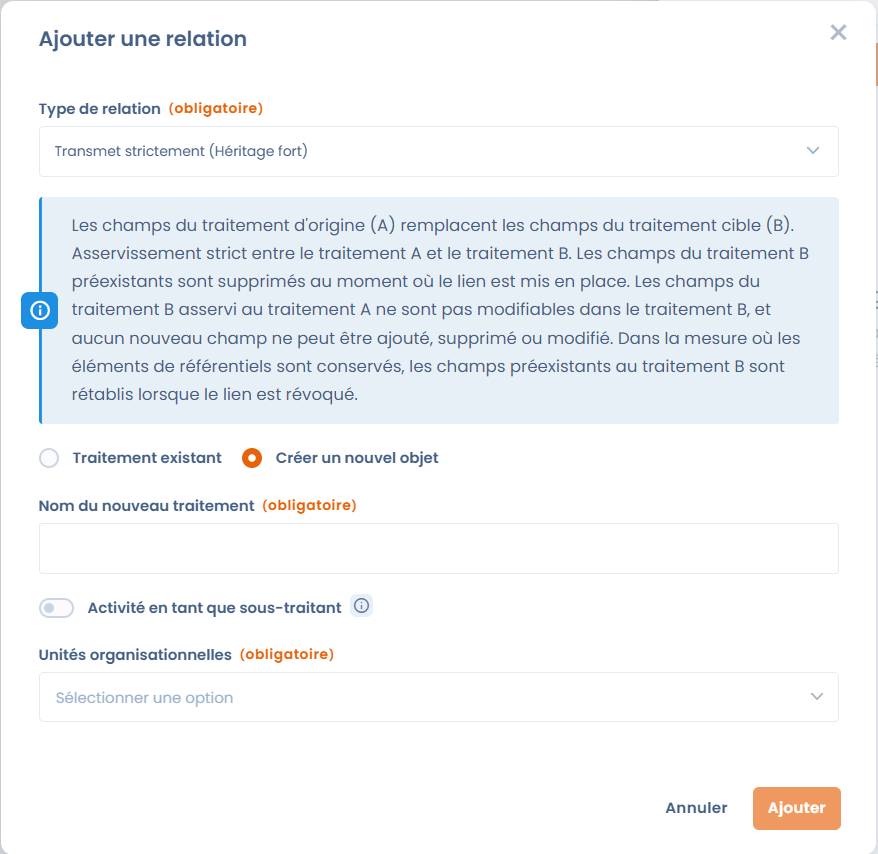 Ajouter une relation
Type de relation (obligatoire)
Transmet strictement (Héritage fort)
Les champs du traitement d'origine (A) remplacent les champs du traitement cible (B).
Asservissement strict entre le traitement A et le traitement B. Les champs du traitement B
préexistants sont supprimés au moment où le lien est mis en place. Les champs du
traitement B asservi au traitement A ne sont pas modifiables dans le traitement B, et
aucun nouveau champ ne peut être ajouté, supprimé ou modifié. Dans la mesure où les
éléments de référentiels sont conservés, les champs préexistants au traitement B sont
rétablis lorsque le lien est révoqué.
Traitement existant Créer un nouvel objet
Nom du nouveau traitement (obligatoire)
Activité en tant que sous-traitant
Unités organisationnelles (obligatoire)
Sélectionner une option
Annuler Ajouter